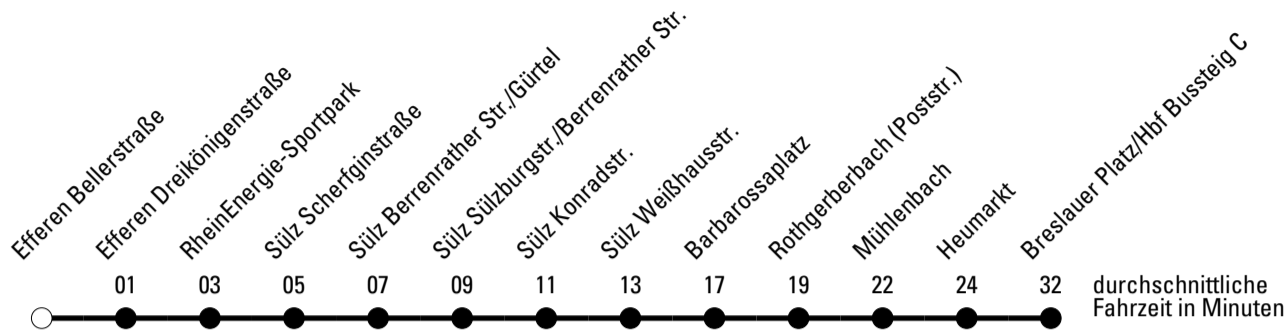 Efferen Bellerstraße
Efferen Dreikönigenstraße
RheinEnergie-Sportpark
Sülz Scherfginstraße
Sülz Berrenrather Str./Gürtel
Sülz Sülzburgstr./Berrenrather Str.
Sülz Konradstr.
Sülz Weißhausstr.
Barbarossaplatz
Rothgerberbach (Poststr.)
Mühlenbach
Heumarkt
Breslauer Platz/Hbf Bussteig C
01 03 05 07 09 11 13 17 19 22 24 32
durchschnittliche
Fahrzeit in Minuten